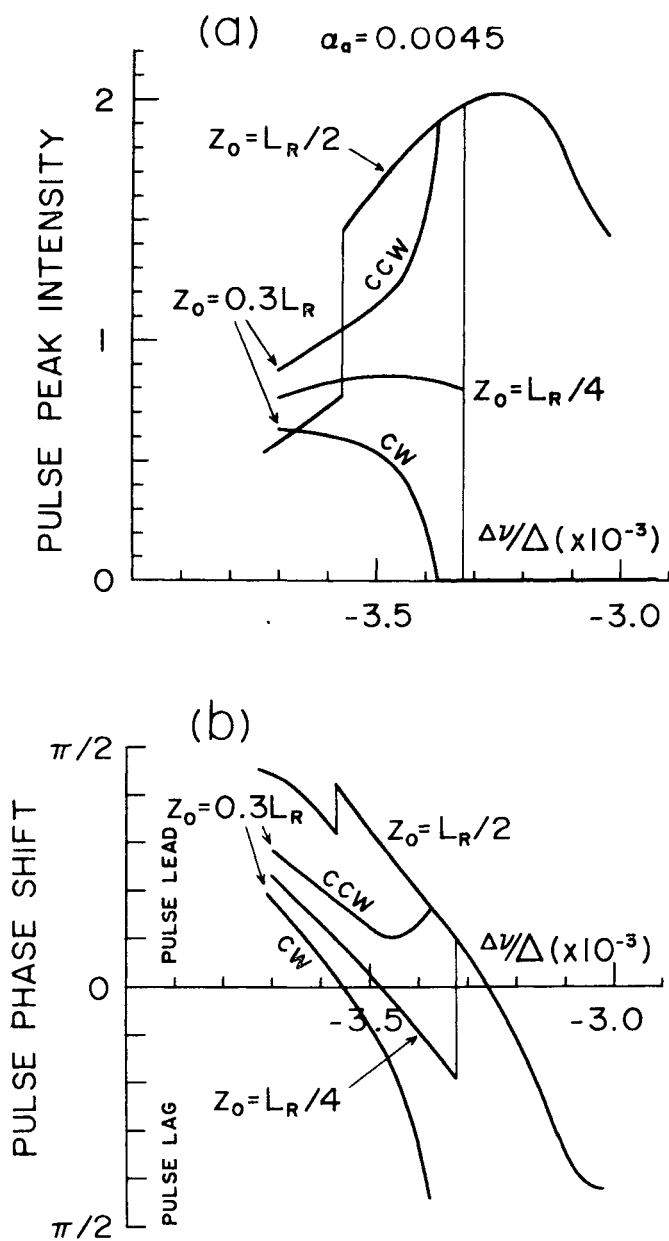 (a) αₐ=0.0045
2
Z₀=L_R/2
CCW
Z₀=0.3L_R
1
Z₀=L_R/4
CW
Δν/Δ (x10⁻³)
0
-3.5
-3.0
PULSE PEAK INTENSITY
(b)
π/2
Z₀=0.3L_R
Z₀=L_R/2
CCW
Δν/Δ (x10⁻³)
CW
0
-3.5
-3.0
Z₀=L_R/4
π/2
PULSE PHASE SHIFT
PULSE LEAD
PULSE LAG